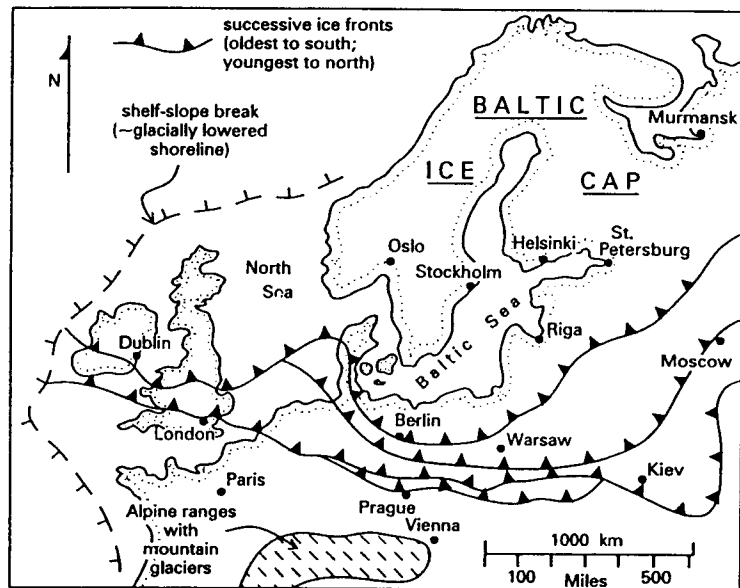 successive ice fronts
(oldest to south;
youngest to north)
N
shelf-slope break
(~glacially lowered
shoreline)
BALTIC
Murmansk
ICE
CAP
Oslo
Helsinki
St.
Petersburg
North
Sea
Stockholm
Baltic Sea
Riga
Dublin
Moscow
London
Berlin
Warsaw
Paris
Kiev
Prague
Alpine ranges
with
mountain
glaciers
Vienna
1000 km
100
500
Miles